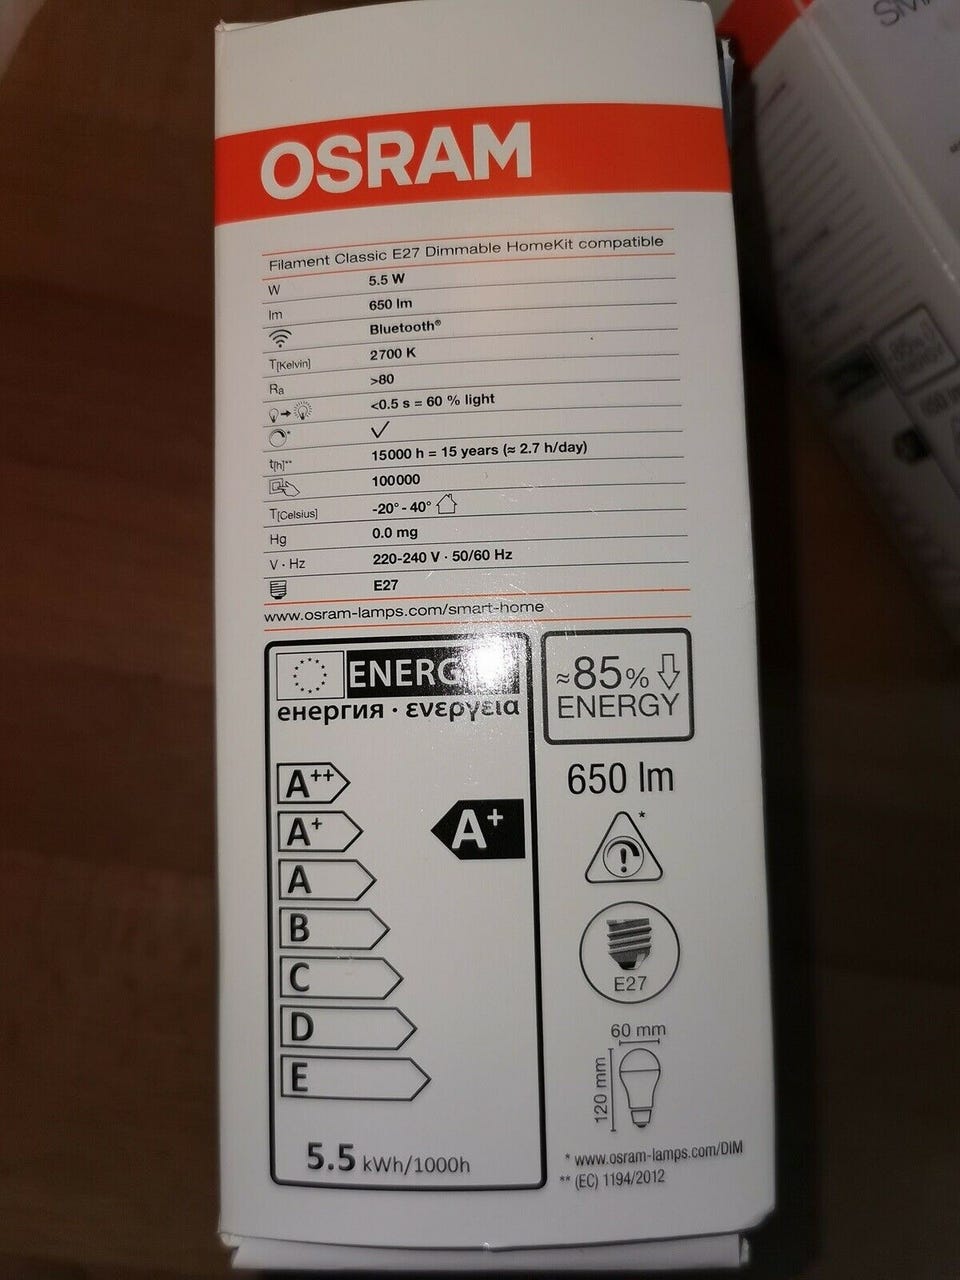 OSRAM
Filament Classic E27 Dimmable HomeKit compatible
W 5.5 W
lm 650 lm
Bluetooth®
T[Kelvin] 2700 K
Ra >80
<0.5 s = 60 % light
*
t[h]** 15000 h = 15 years (≈ 2.7 h/day)
100000
T[Celsius] -20° - 40°
Hg 0.0 mg
V · Hz 220-240 V · 50/60 Hz
E27
www.osram-lamps.com/smart-home
ENERG
енергия · ενεργεια
≈85%
ENERGY
A++
A+
A+
A
B
C
D
E
5.5 kWh/1000h
650 lm
*
E27
60 mm
120 mm
* www.osram-lamps.com/DIM
** (EC) 1194/2012
650